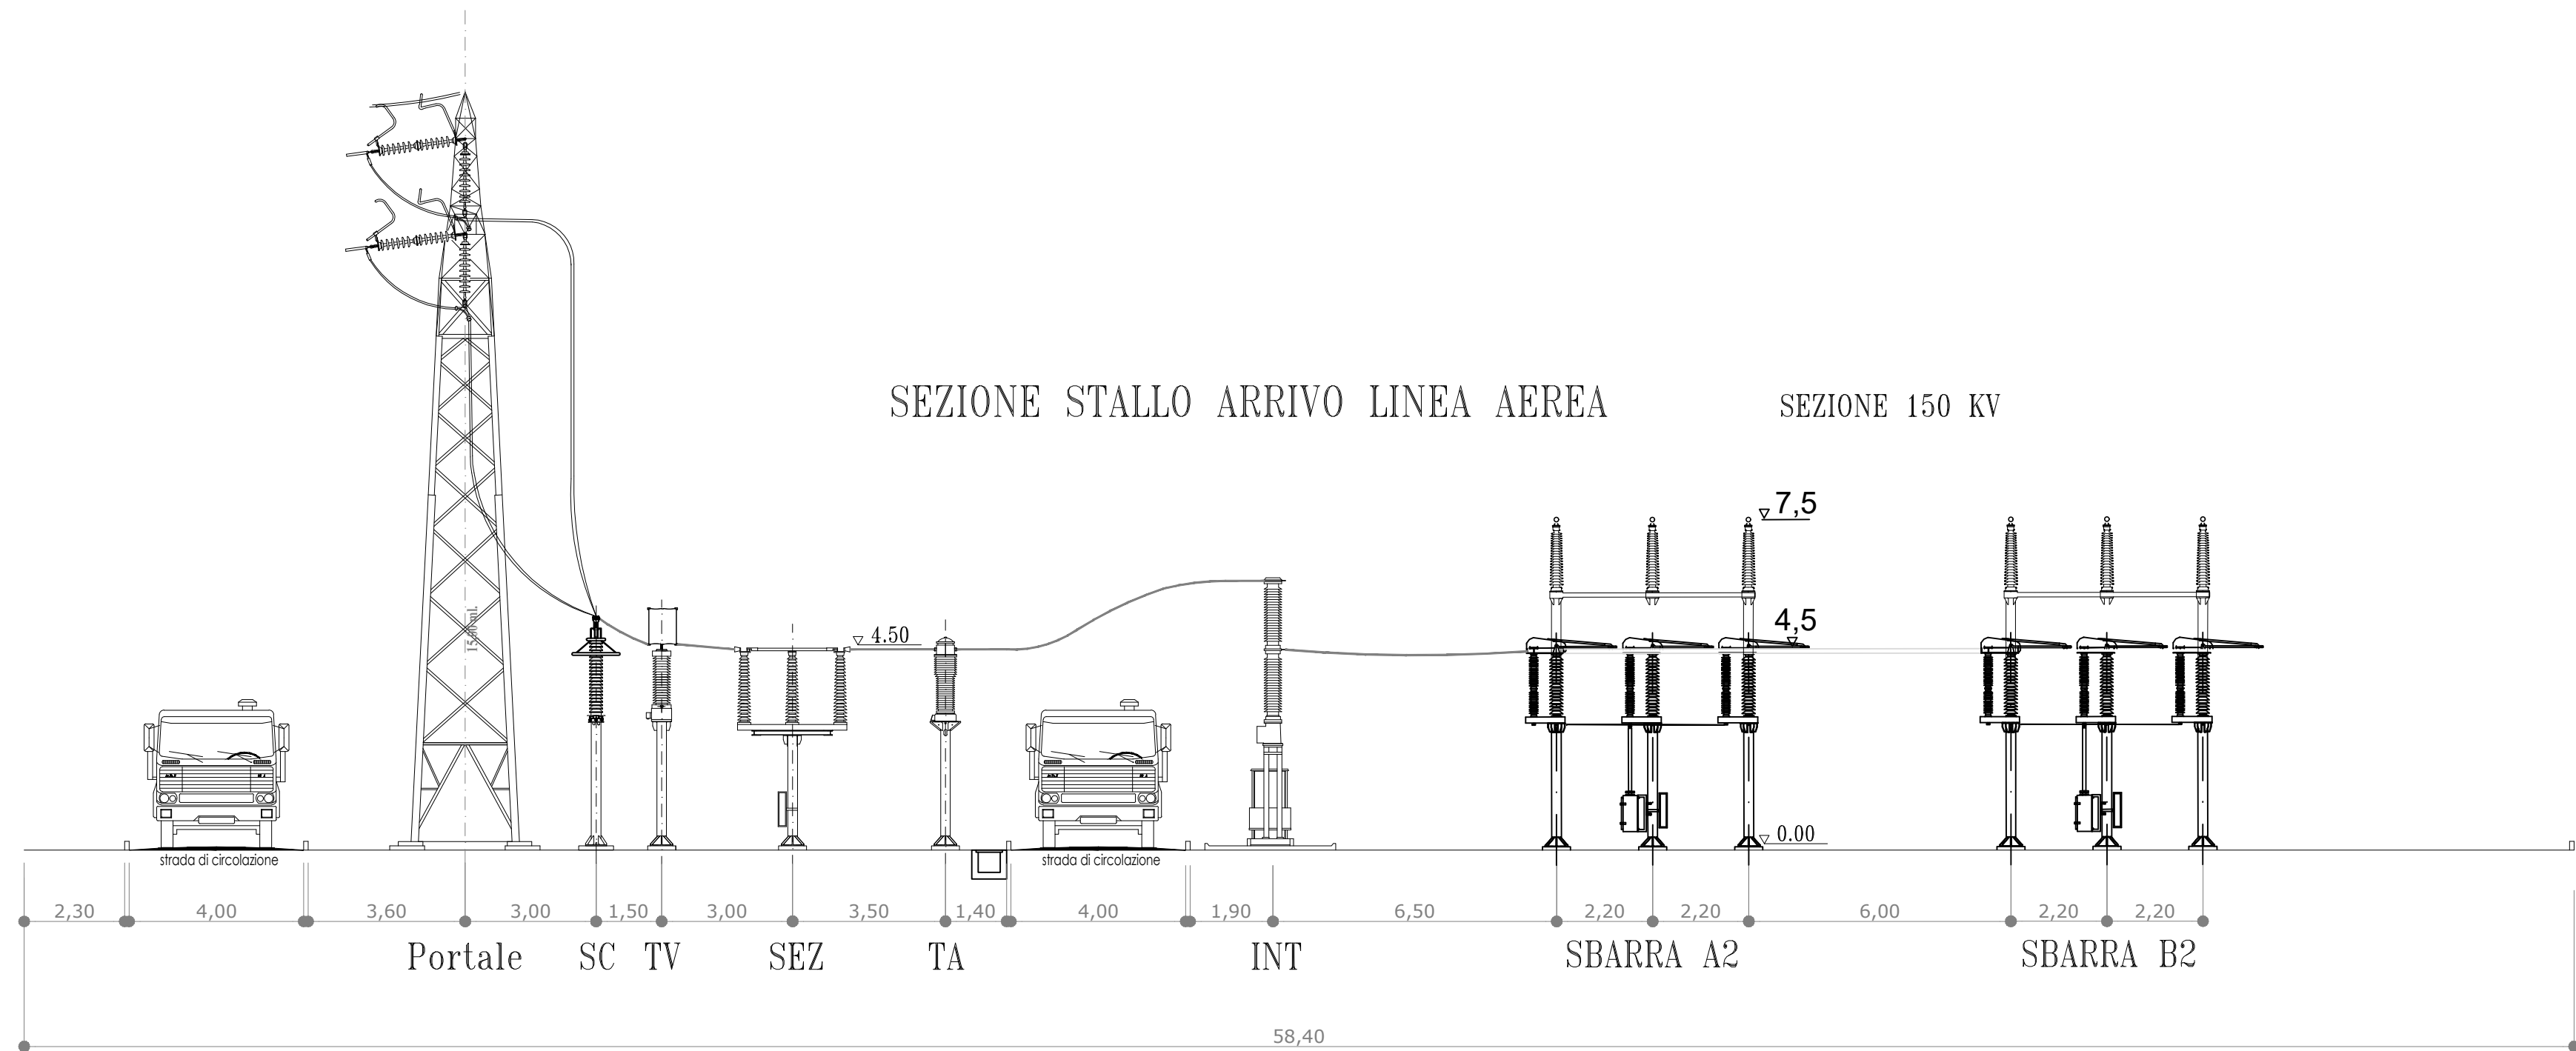 SEZIONE STALLO ARRIVO LINEA AEREA
SEZIONE 150 KV
7,5
4,5
4.50
0.00
strada di circolazione
strada di circolazione
2,30 4,00 3,60 3,00 1,50 3,00 3,50 1,40 4,00 1,90 6,50 2,20 2,20 6,00 2,20 2,20
Portale SC TV SEZ TA INT SBARRA A2 SBARRA B2
58,40